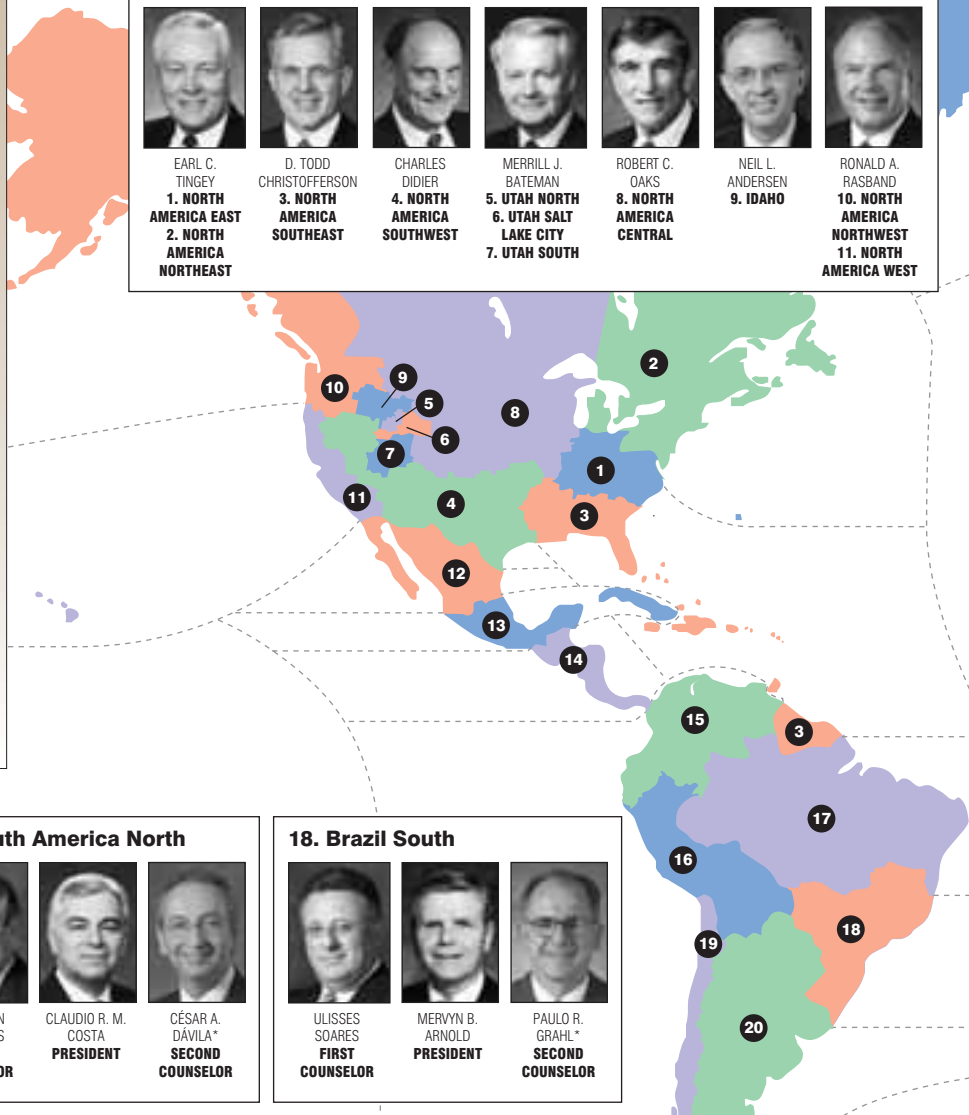 EARL C.
TINGEY
1. NORTH
AMERICA EAST
2. NORTH
AMERICA
NORTHEAST
D. TODD
CHRISTOFFERSON
3. NORTH
AMERICA
SOUTHEAST
CHARLES
DIDIER
4. NORTH
AMERICA
SOUTHWEST
MERRILL J.
BATEMAN
5. UTAH NORTH
6. UTAH SALT
LAKE CITY
7. UTAH SOUTH
ROBERT C.
OAKS
8. NORTH
AMERICA
CENTRAL
NEIL L.
ANDERSEN
9. IDAHO
RONALD A.
RASBAND
10. NORTH
AMERICA
NORTHWEST
11. NORTH
AMERICA WEST
2
9
10
5
8
6
7
1
11
4
3
12
13
14
15
3
17
16
18
19
20
uth America North
N
S
OR
CLAUDIO R. M.
COSTA
PRESIDENT
CÉSAR A.
DÁVILA*
SECOND
COUNSELOR
18. Brazil South
ULISSES
SOARES
FIRST
COUNSELOR
MERVYN B.
ARNOLD
PRESIDENT
PAULO R.
GRAHL*
SECOND
COUNSELOR